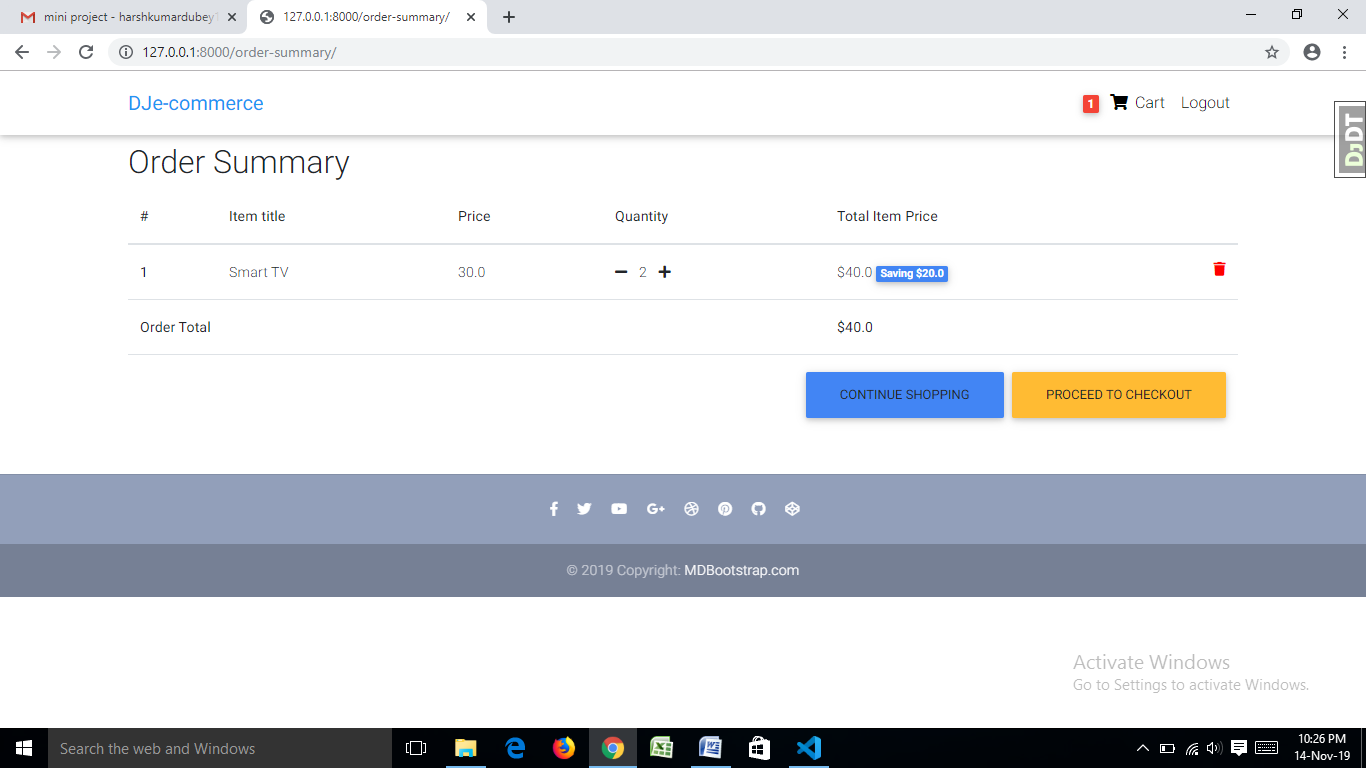 mini project - harshkumardubey1
127.0.0.1:8000/order-summary/
127.0.0.1:8000/order-summary/
DJe-commerce
1 Cart Logout
DjDT
Order Summary
# Item title Price Quantity Total Item Price
1 Smart TV 30.0 2 $40.0 Saving $20.0
Order Total $40.0
CONTINUE SHOPPING PROCEED TO CHECKOUT
© 2019 Copyright: MDBootstrap.com
Activate Windows
Go to Settings to activate Windows.
Search the web and Windows
10:26 PM
14-Nov-19